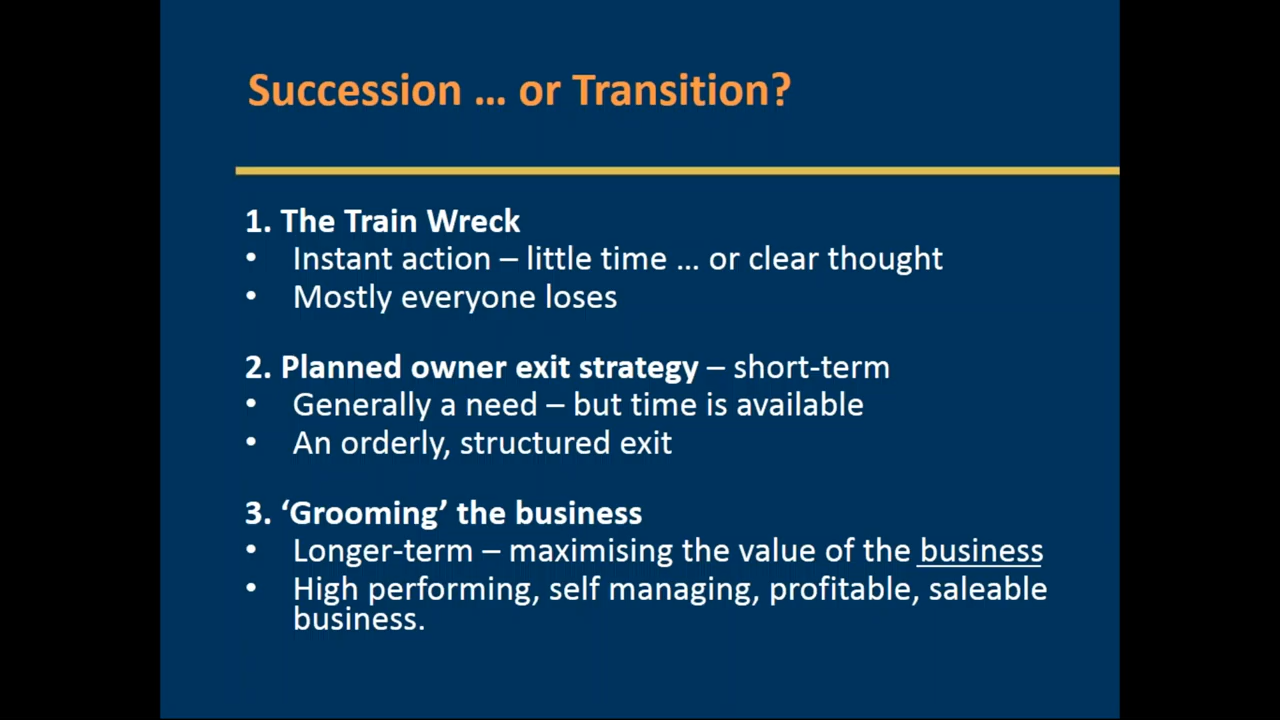 Succession … or Transition?
1. The Train Wreck
• Instant action – little time … or clear thought
• Mostly everyone loses
2. Planned owner exit strategy – short-term
• Generally a need – but time is available
• An orderly, structured exit
3. ‘Grooming’ the business
• Longer-term – maximising the value of the business
• High performing, self managing, profitable, saleable
business.